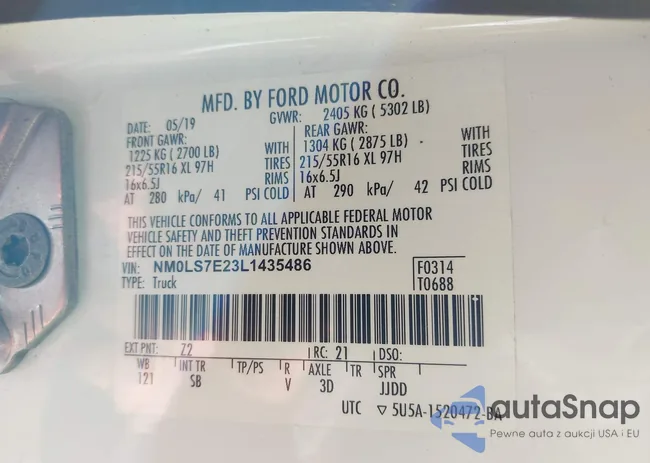 MFD. BY FORD MOTOR CO.
DATE: 05/19 GVWR: 2405 KG ( 5302 LB)
FRONT GAWR: REAR GAWR:
1225 KG ( 2700 LB) WITH 1304 KG ( 2875 LB) WITH
215/55R16 XL 97H TIRES 215/55R16 XL 97H TIRES
16x6.5J RIMS 16x6.5J RIMS
AT 280 kPa/ 41 PSI COLD AT 290 kPa/ 42 PSI COLD
THIS VEHICLE CONFORMS TO ALL APPLICABLE FEDERAL MOTOR
VEHICLE SAFETY AND THEFT PREVENTION STANDARDS IN
EFFECT ON THE DATE OF MANUFACTURE SHOWN ABOVE.
VIN: NM0LS7E23L1435486 F0314
TYPE: Truck T0688
EXT PNT: Z2 RC: 21 DSO:
WB INT TR TP/PS R AXLE TR SPR
121 SB V 3D JJDD
UTC ▽ 5U5A-1520472-BA
autaSnap
Pewne auta z aukcji USA i EU